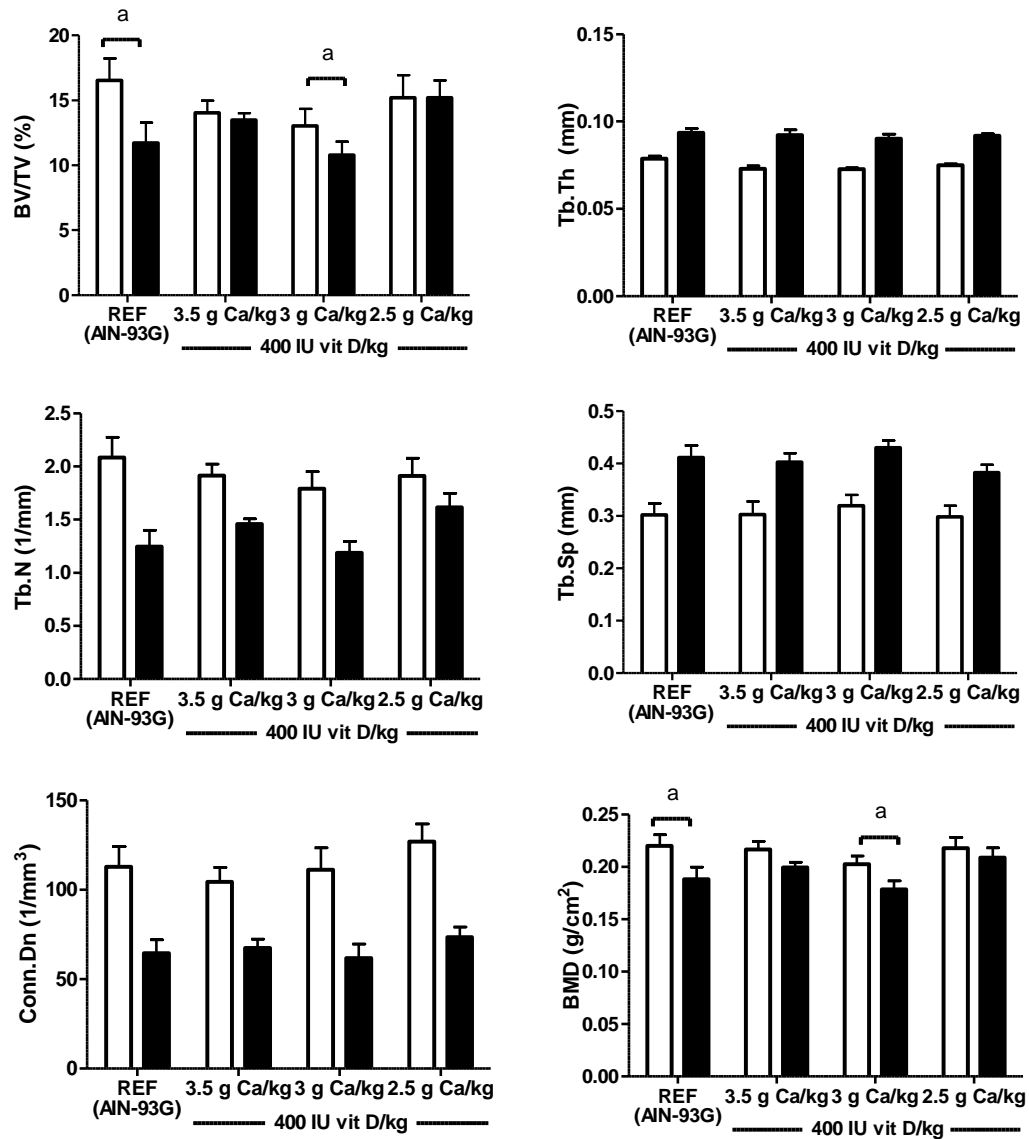 a
a
BV/TV (%)
20
15
10
5
0
REF
(AIN-93G)
3.5 g Ca/kg
3 g Ca/kg
2.5 g Ca/kg
400 IU vit D/kg
Tb.Th (mm)
0.15
0.10
0.05
0.00
REF
(AIN-93G)
3.5 g Ca/kg
3 g Ca/kg
2.5 g Ca/kg
400 IU vit D/kg
Tb.N (1/mm)
2.5
2.0
1.5
1.0
0.5
0.0
REF
(AIN-93G)
3.5 g Ca/kg
3 g Ca/kg
2.5 g Ca/kg
400 IU vit D/kg
Tb.Sp (mm)
0.5
0.4
0.3
0.2
0.1
0.0
REF
(AIN-93G)
3.5 g Ca/kg
3 g Ca/kg
2.5 g Ca/kg
400 IU vit D/kg
Conn.Dn (1/mm³)
150
100
50
0
REF
(AIN-93G)
3.5 g Ca/kg
3 g Ca/kg
2.5 g Ca/kg
400 IU vit D/kg
a
a
BMD (g/cm²)
0.25
0.20
0.15
0.10
0.05
0.00
REF
(AIN-93G)
3.5 g Ca/kg
3 g Ca/kg
2.5 g Ca/kg
400 IU vit D/kg